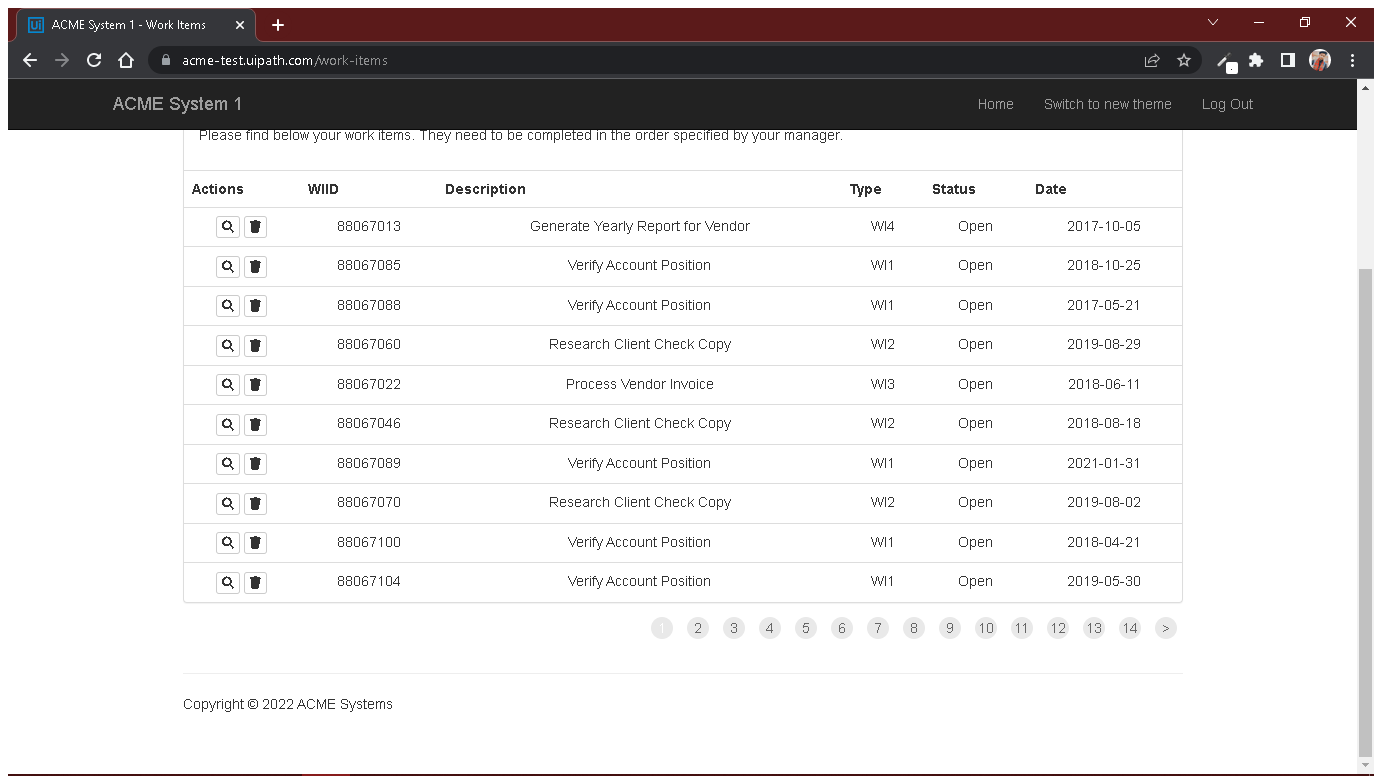 ACME System 1 - Work Items
acme-test.uipath.com/work-items
ACME System 1 Home Switch to new theme Log Out
Please find below your work items. They need to be completed in the order specified by your manager.
Actions WIID Description Type Status Date
88067013 Generate Yearly Report for Vendor WI4 Open 2017-10-05
88067085 Verify Account Position WI1 Open 2018-10-25
88067088 Verify Account Position WI1 Open 2017-05-21
88067060 Research Client Check Copy WI2 Open 2019-08-29
88067022 Process Vendor Invoice WI3 Open 2018-06-11
88067046 Research Client Check Copy WI2 Open 2018-08-18
88067089 Verify Account Position WI1 Open 2021-01-31
88067070 Research Client Check Copy WI2 Open 2019-08-02
88067100 Verify Account Position WI1 Open 2018-04-21
88067104 Verify Account Position WI1 Open 2019-05-30
1 2 3 4 5 6 7 8 9 10 11 12 13 14 >
Copyright © 2022 ACME Systems